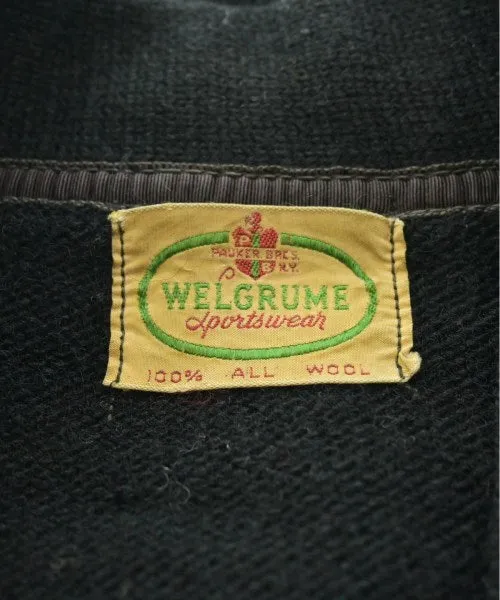 PAUKER BROS.
N.Y.
WELGRUME
Sportswear
100% ALL WOOL